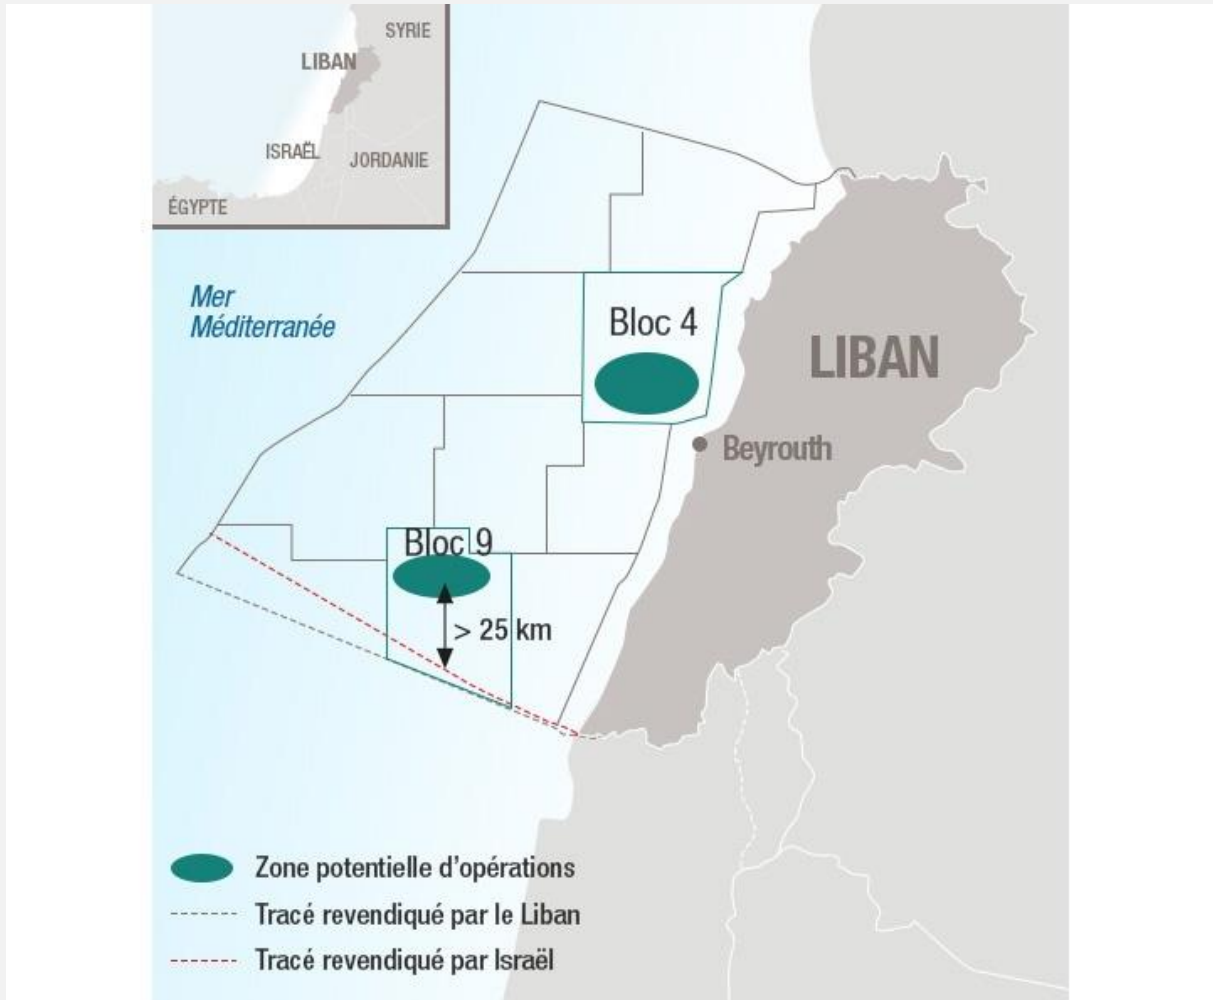 SYRIE
LIBAN
ISRAËL
JORDANIE
ÉGYPTE
Mer
Méditerranée
Bloc 4
LIBAN
Beyrouth
Bloc 9
> 25 km
Zone potentielle d'opérations
Tracé revendiqué par le Liban
Tracé revendiqué par Israël